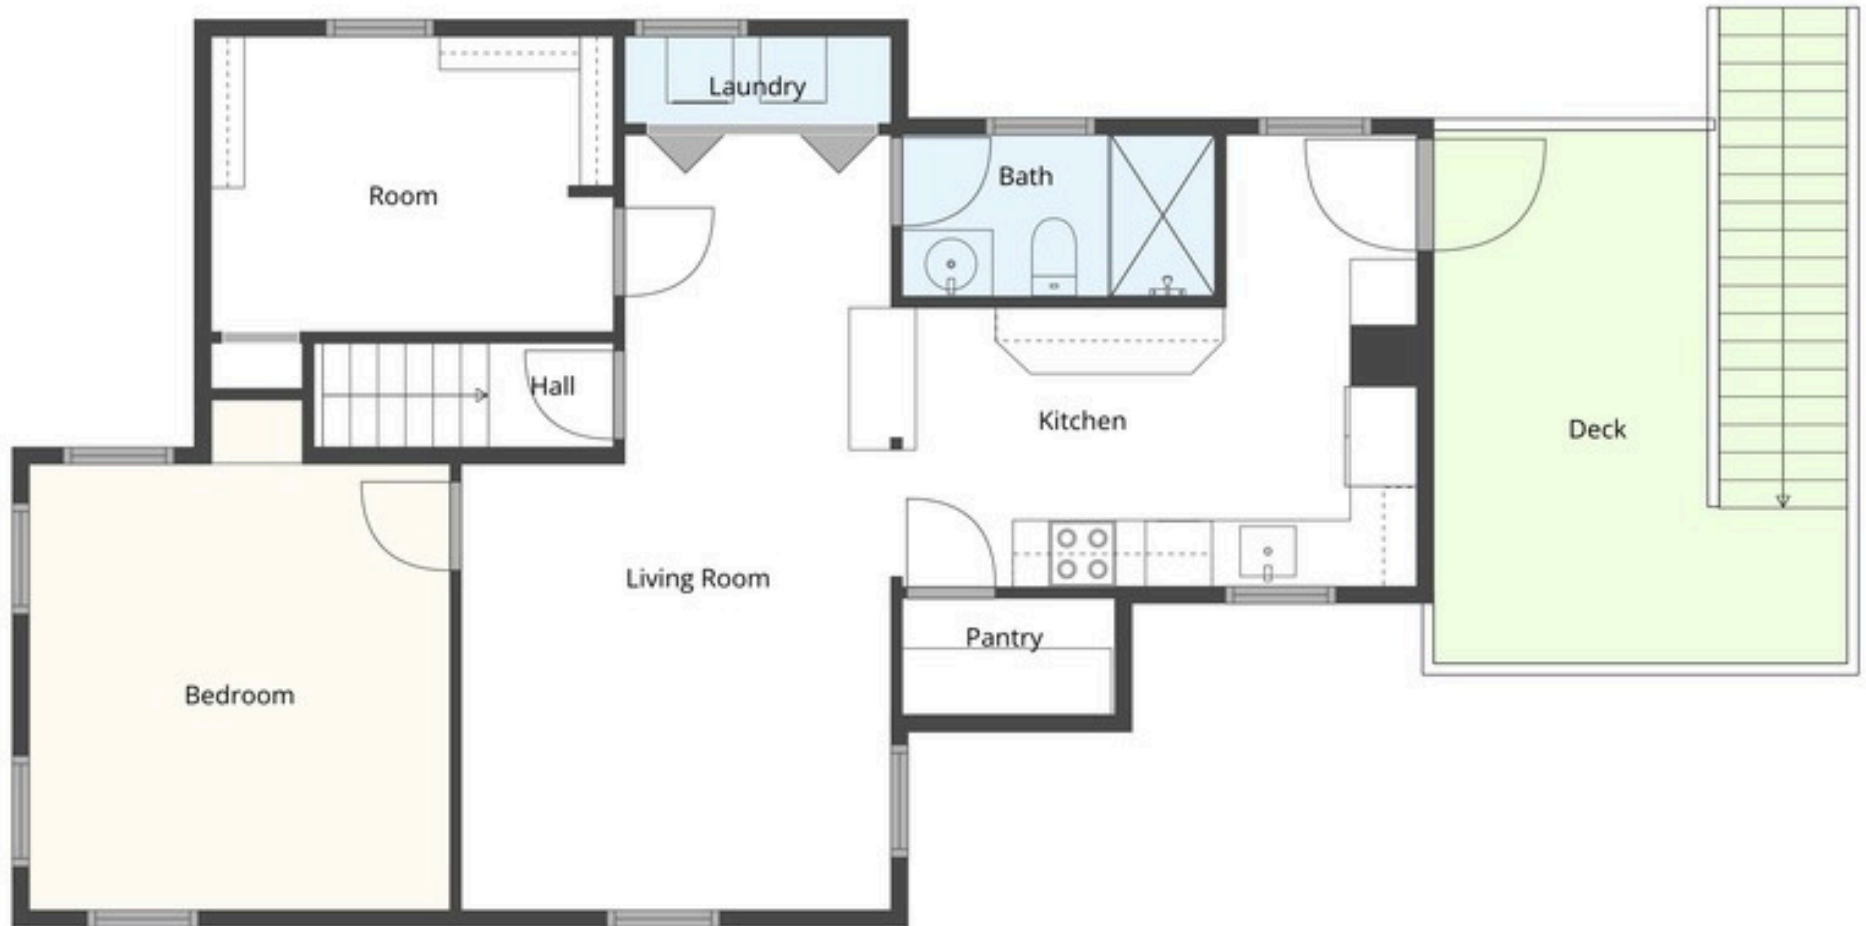 Laundry
Room
Bath
Hall
Kitchen
Deck
Living Room
Pantry
Bedroom